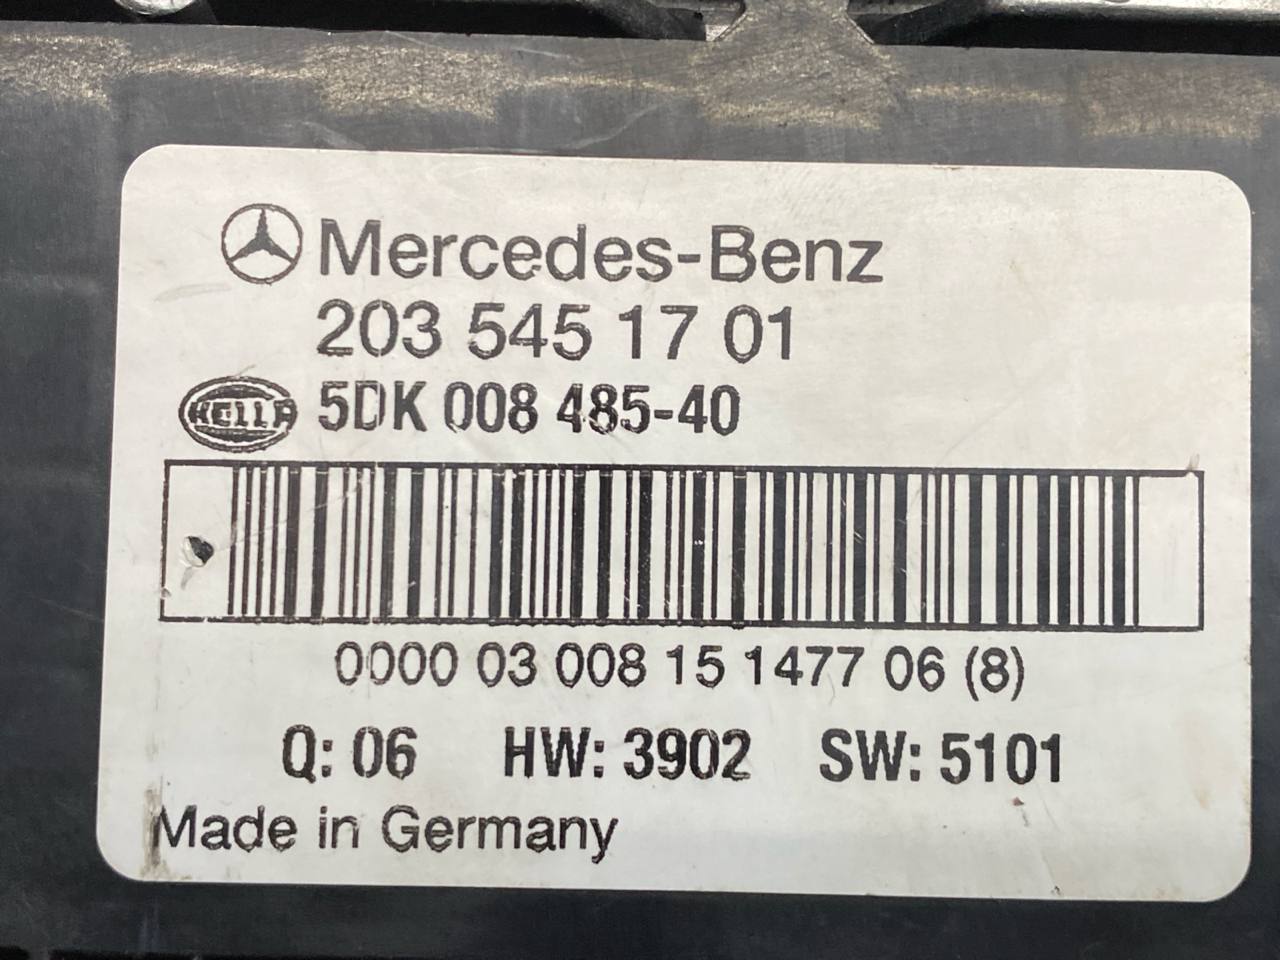 Mercedes-Benz
203 545 17 01
HELLA 5DK 008 485-40
0000 03 008 15 1477 06 (8)
Q: 06 HW: 3902 SW: 5101
Made in Germany